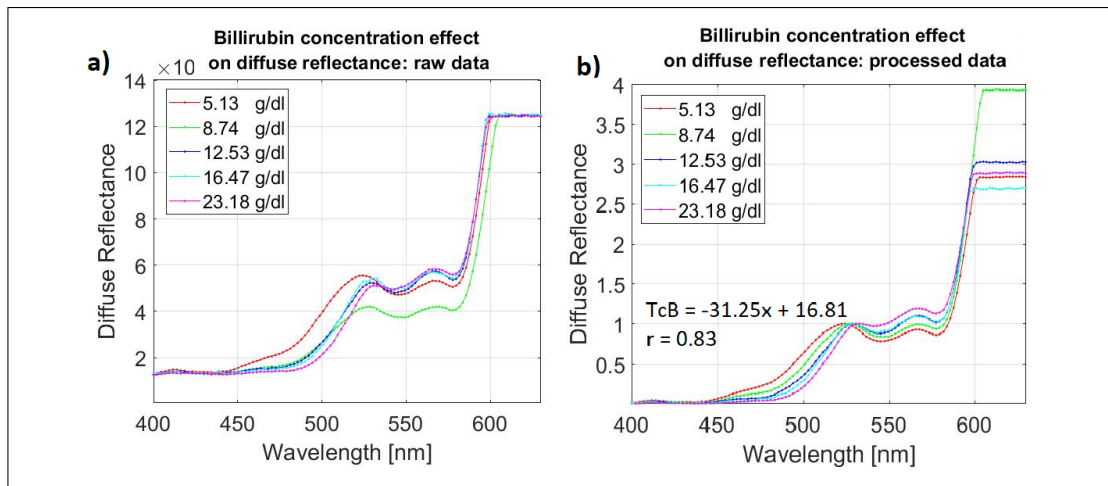 a)
Billirubin concentration effect
on diffuse reflectance: raw data
×10
14
12
10
8
6
4
2
5.13 g/dl
8.74 g/dl
12.53 g/dl
16.47 g/dl
23.18 g/dl
Diffuse Reflectance
400 450 500 550 600
Wavelength [nm]
b)
Billirubin concentration effect
on diffuse reflectance: processed data
4
3.5
3
2.5
2
1.5
1
0.5
0
5.13 g/dl
8.74 g/dl
12.53 g/dl
16.47 g/dl
23.18 g/dl
TcB = -31.25x + 16.81
r = 0.83
Diffuse Reflectance
400 450 500 550 600
Wavelength [nm]